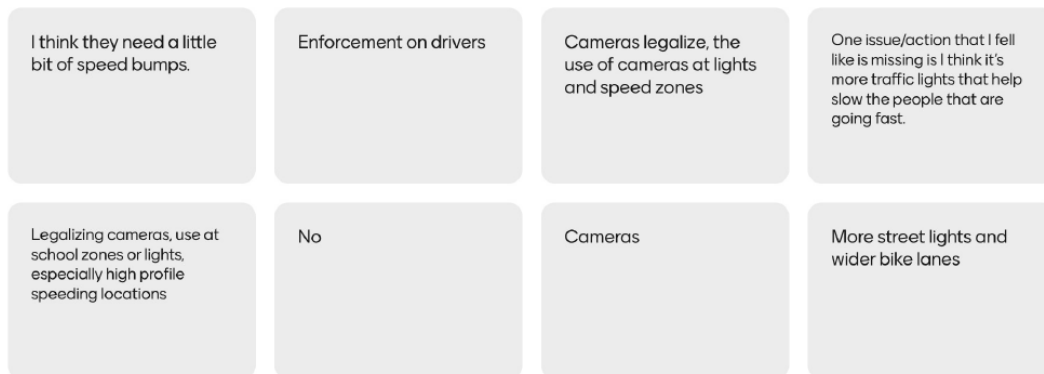 I think they need a little
bit of speed bumps.
Enforcement on drivers
Cameras legalize, the
use of cameras at lights
and speed zones
One issue/action that I fell
like is missing is I think it's
more traffic lights that help
slow the people that are
going fast.
Legalizing cameras, use at
school zones or lights,
especially high profile
speeding locations
No
Cameras
More street lights and
wider bike lanes